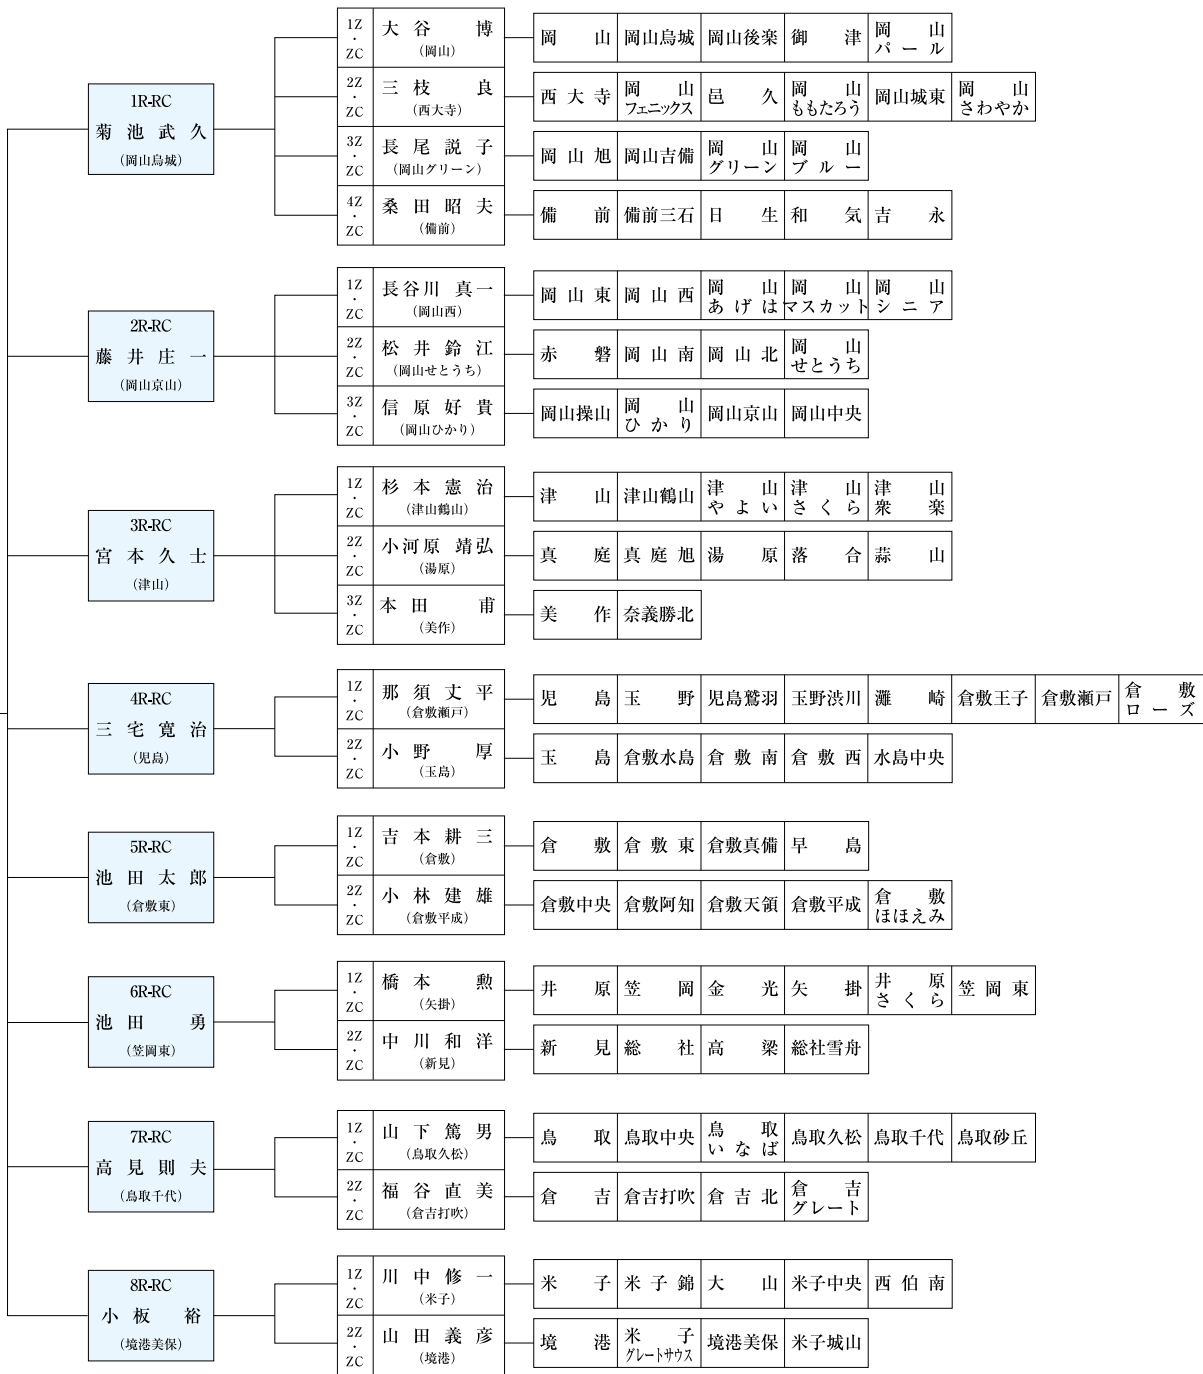 1R-RC
菊池武久
(岡山烏城)
1Z・ZC 大谷博 (岡山)
岡山 岡山烏城 岡山後楽 御津 岡山パール
2Z・ZC 三枝良 (西大寺)
西大寺 岡山フェニックス 邑久 岡山ももたろう 岡山城東 岡山さわやか
3Z・ZC 長尾説子 (岡山グリーン)
岡山旭 岡山吉備 岡山グリーン 岡山ブルー
4Z・ZC 桑田昭夫 (備前)
備前 備前三石 日生 和気 吉永
2R-RC
藤井庄一
(岡山京山)
1Z・ZC 長谷川真一 (岡山西)
岡山東 岡山西 岡山あげは 岡山マスカット 岡山シニア
2Z・ZC 松井鈴江 (岡山せとうち)
赤磐 岡山南 岡山北 岡山せとうち
3Z・ZC 信原好貴 (岡山ひかり)
岡山操山 岡山ひかり 岡山京山 岡山中央
3R-RC
宮本久士
(津山)
1Z・ZC 杉本憲治 (津山鶴山)
津山 津山鶴山 津山やよい 津山さくら 津山衆楽
2Z・ZC 小河原靖弘 (湯原)
真庭 真庭旭 湯原 落合 蒜山
3Z・ZC 本田甫 (美作)
美作 奈義勝北
4R-RC
三宅寛治
(児島)
1Z・ZC 那須丈平 (倉敷瀬戸)
児島 玉野 児島鷲羽 玉野渋川 灘崎 倉敷王子 倉敷瀬戸 倉敷ローズ
2Z・ZC 小野厚 (玉島)
玉島 倉敷水島 倉敷南 倉敷西 水島中央
5R-RC
池田太郎
(倉敷東)
1Z・ZC 吉本耕三 (倉敷)
倉敷 倉敷東 倉敷真備 早島
2Z・ZC 小林建雄 (倉敷平成)
倉敷中央 倉敷阿知 倉敷天領 倉敷平成 倉敷ほほえみ
6R-RC
池田勇
(笠岡東)
1Z・ZC 橋本勲 (矢掛)
井原 笠岡 金光 矢掛 井原さくら 笠岡東
2Z・ZC 中川和洋 (新見)
新見 総社 高梁 総社雪舟
7R-RC
高見則夫
(鳥取千代)
1Z・ZC 山下篤男 (鳥取久松)
鳥取 鳥取中央 鳥取いなば 鳥取久松 鳥取千代 鳥取砂丘
2Z・ZC 福谷直美 (倉吉打吹)
倉吉 倉吉打吹 倉吉北 倉吉グレート
8R-RC
小板裕
(境港美保)
1Z・ZC 川中修一 (米子)
米子 米子錦 大山 米子中央 西伯南
2Z・ZC 山田義彦 (境港)
境港 米子グレートサウス 境港美保 米子城山